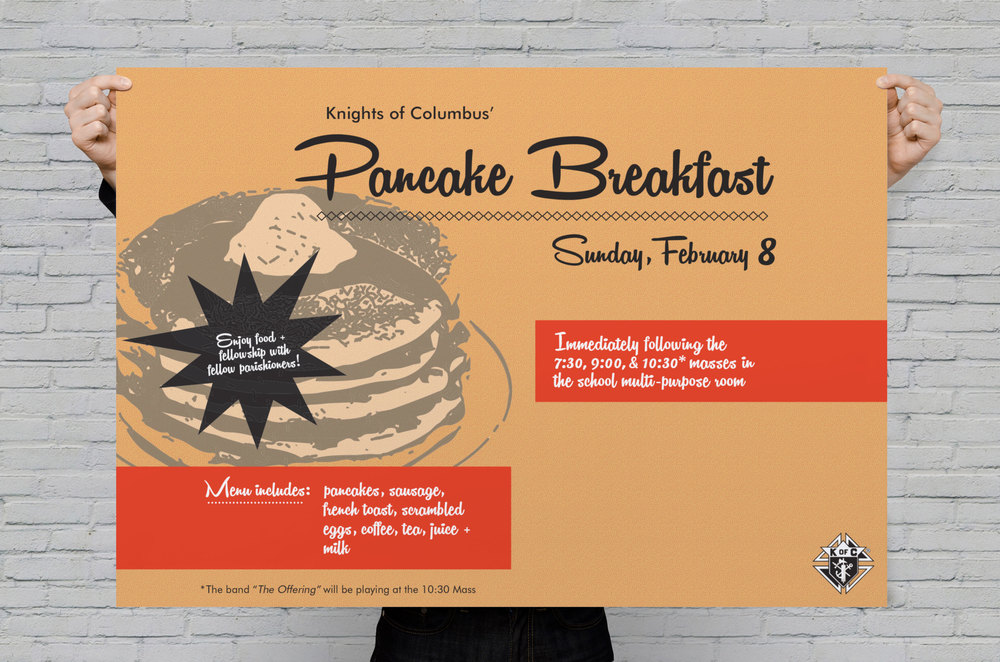 Knights of Columbus'
Pancake Breakfast
Sunday, February 8
Immediately following the
7:30, 9:00, & 10:30* masses in
the school multi-purpose room
Enjoy food +
fellowship with
fellow parishioners!
Menu includes:
pancakes, sausage,
french toast, scrambled
eggs, coffee, tea, juice +
milk
*The band "The Offering" will be playing at the 10:30 Mass
K OF C